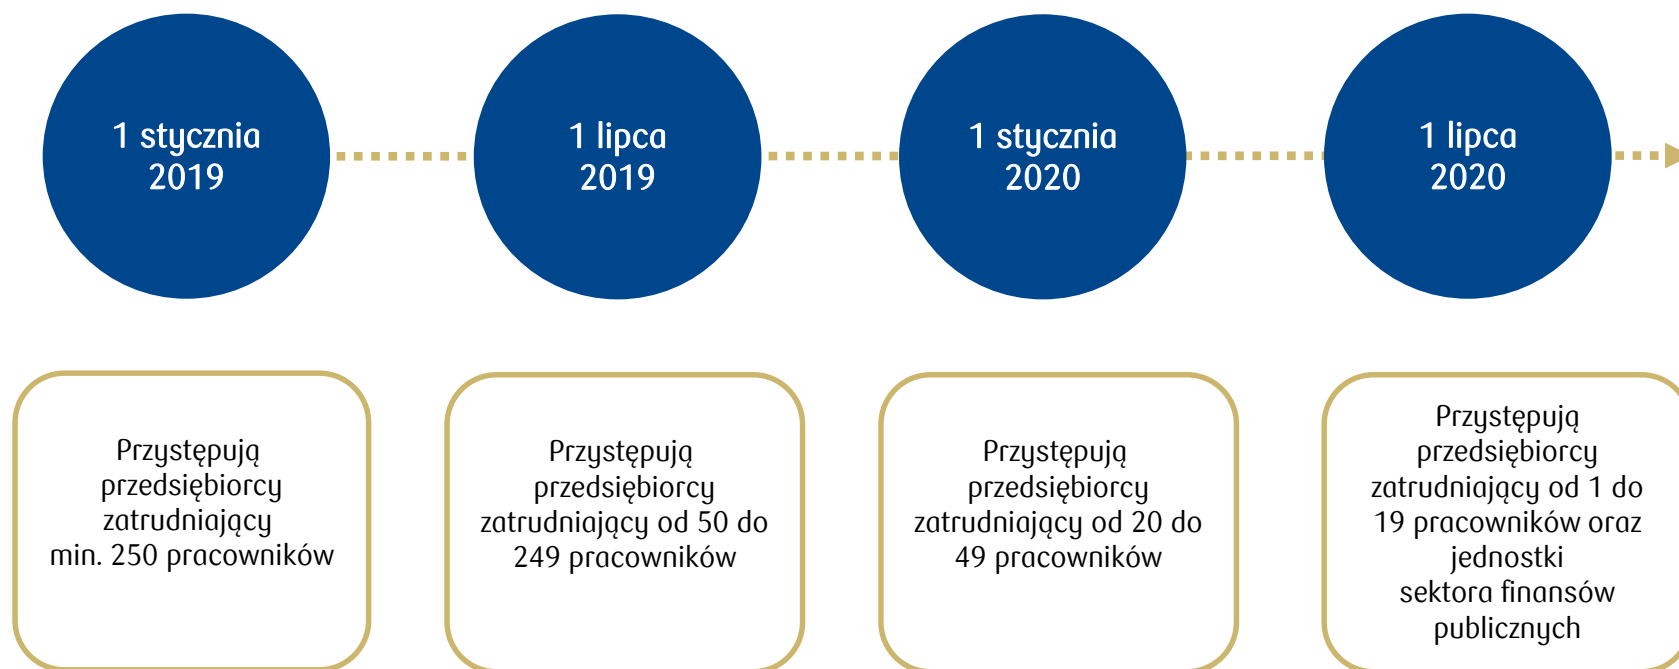 1 stycznia
2019
1 lipca
2019
1 stycznia
2020
1 lipca
2020
Przystępują
przedsiębiorcy
zatrudniający
min. 250 pracowników
Przystępują
przedsiębiorcy
zatrudniający od 50 do
249 pracowników
Przystępują
przedsiębiorcy
zatrudniający od 20 do
49 pracowników
Przystępują
przedsiębiorcy
zatrudniający od 1 do
19 pracowników oraz
jednostki
sektora finansów
publicznych